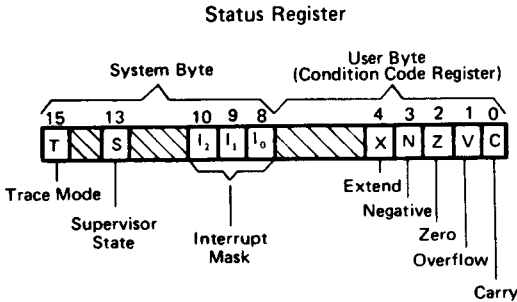 Status Register
System Byte
User Byte
(Condition Code Register)
15 13 10 9 8 4 3 2 1 0
T S I₂ I₁ I₀ X N Z V C
Trace Mode
Supervisor
State
Interrupt
Mask
Extend
Negative
Zero
Overflow
Carry